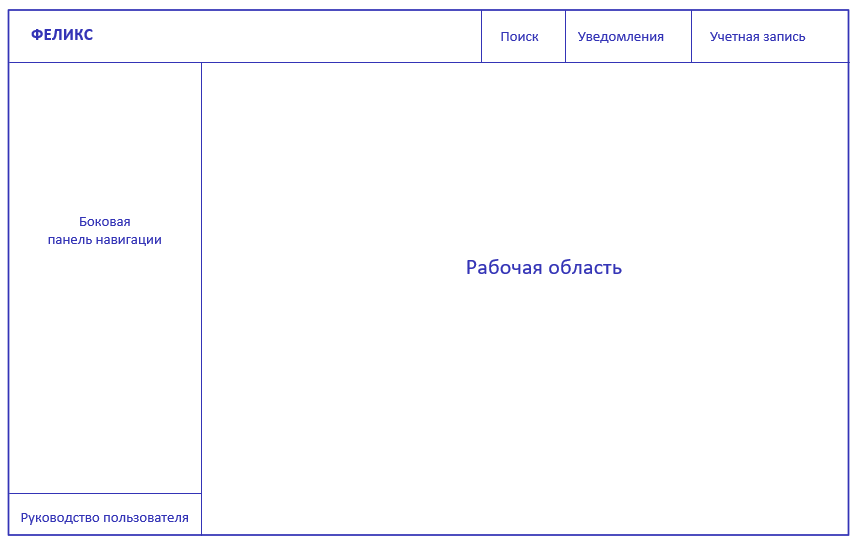 ФЕЛИКС
Поиск
Уведомления
Учетная запись
Боковая
панель навигации
Рабочая область
Руководство пользователя